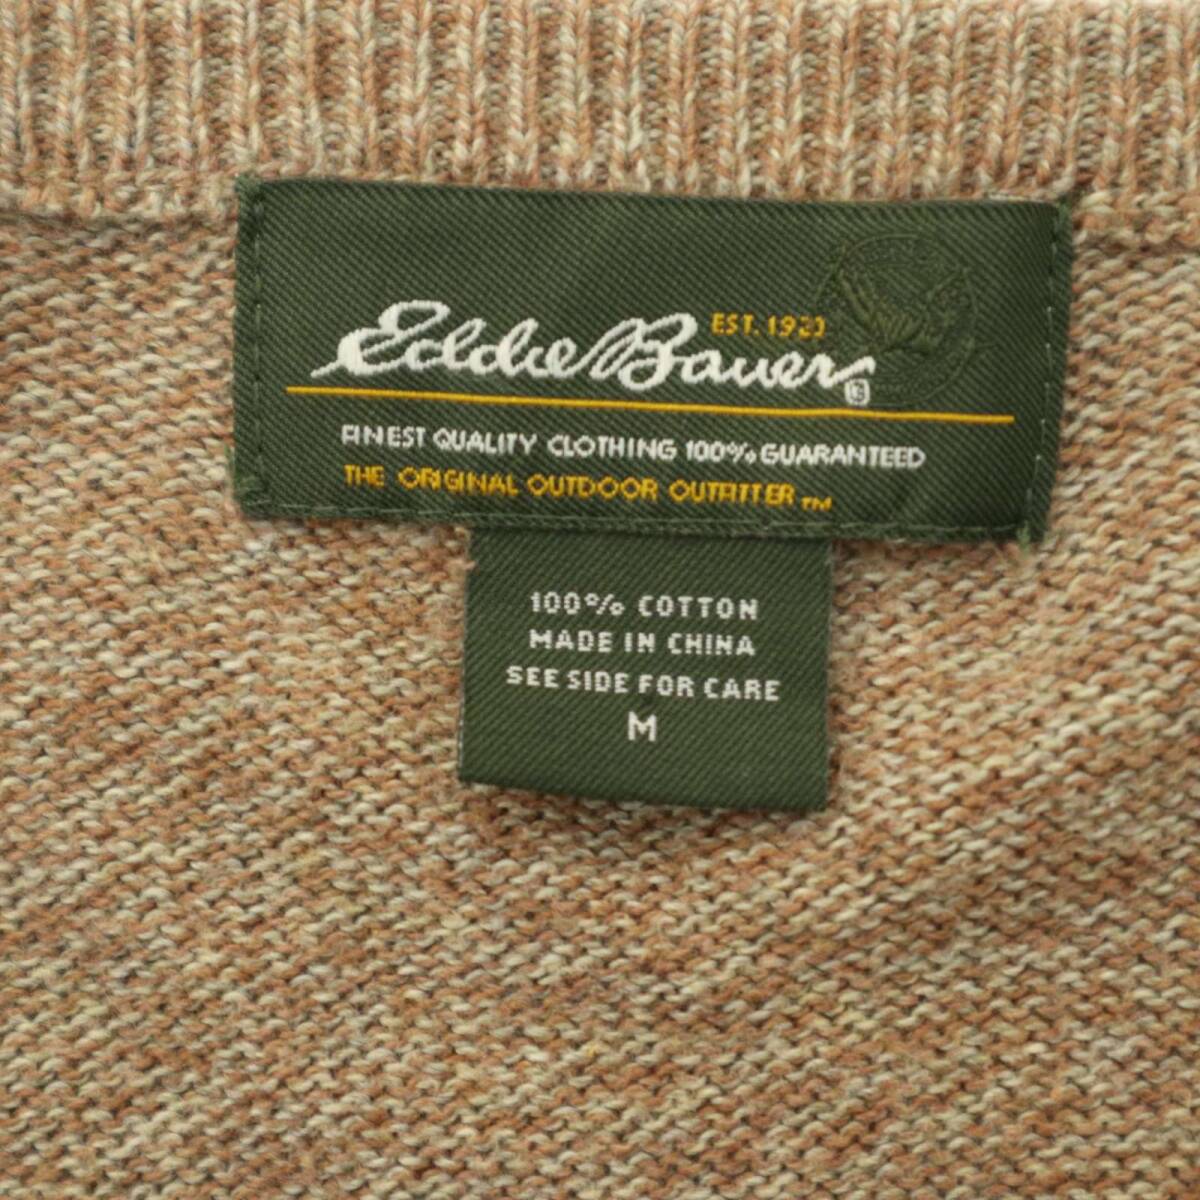 Eddie Bauer
EST. 1920
FINEST QUALITY CLOTHING 100% GUARANTEED
THE ORIGINAL OUTDOOR OUTFITTER TM
100% COTTON
MADE IN CHINA
SEE SIDE FOR CARE
M